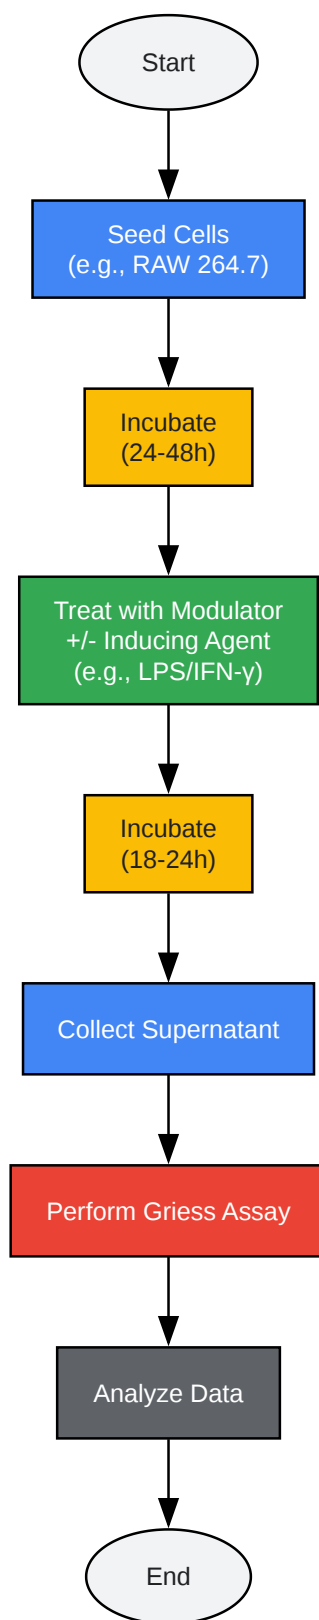 Start
Seed Cells
(e.g., RAW 264.7)
Incubate
(24-48h)
Treat with Modulator
+/- Inducing Agent
(e.g., LPS/IFN-γ)
Incubate
(18-24h)
Collect Supernatant
Perform Griess Assay
Analyze Data
End